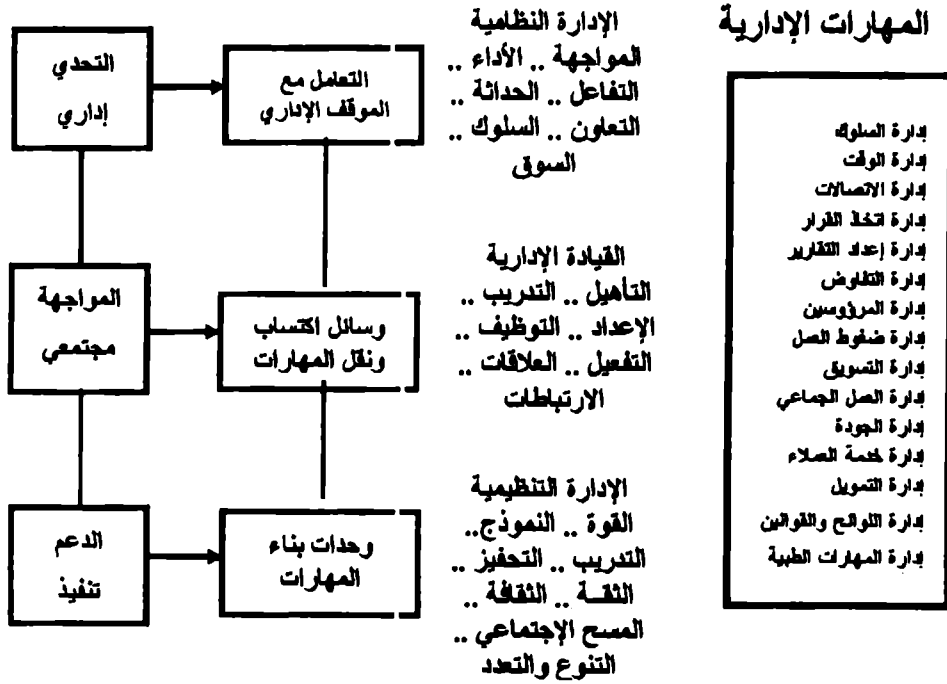 المهارات الإدارية
إدارة السلوك
إدارة الوقت
إدارة الاتصالات
إدارة اتخاذ القرار
إدارة إعداد التقارير
إدارة التفاوض
إدارة المرؤوسين
إدارة ضغوط العمل
إدارة التسويق
إدارة العمل الجماعي
إدارة الجودة
إدارة خدمة العملاء
إدارة التمويل
إدارة اللوائح والقوانين
إدارة المهارات الطبية
الإدارة النظامية
المواجهة .. الأداء ..
التفاعل .. الحداثة ..
التعاون .. السلوك ..
السوق
القيادة الإدارية
التأهيل .. التدريب ..
الإعداد .. التوظيف ..
التفعيل .. العلاقات ..
الارتباطات
الإدارة التنظيمية
القوة .. النموذج..
التدريب .. التحفيز ..
الثقــة .. الثقافة ..
المسح الإجتماعي ..
التنوع والتعدد
التعامل مع
الموقف الإداري
وسائل اكتساب
ونقل المهارات
وحدات بناء
المهارات
التحدي
إداري
المواجهة
مجتمعي
الدعم
تنفيذ